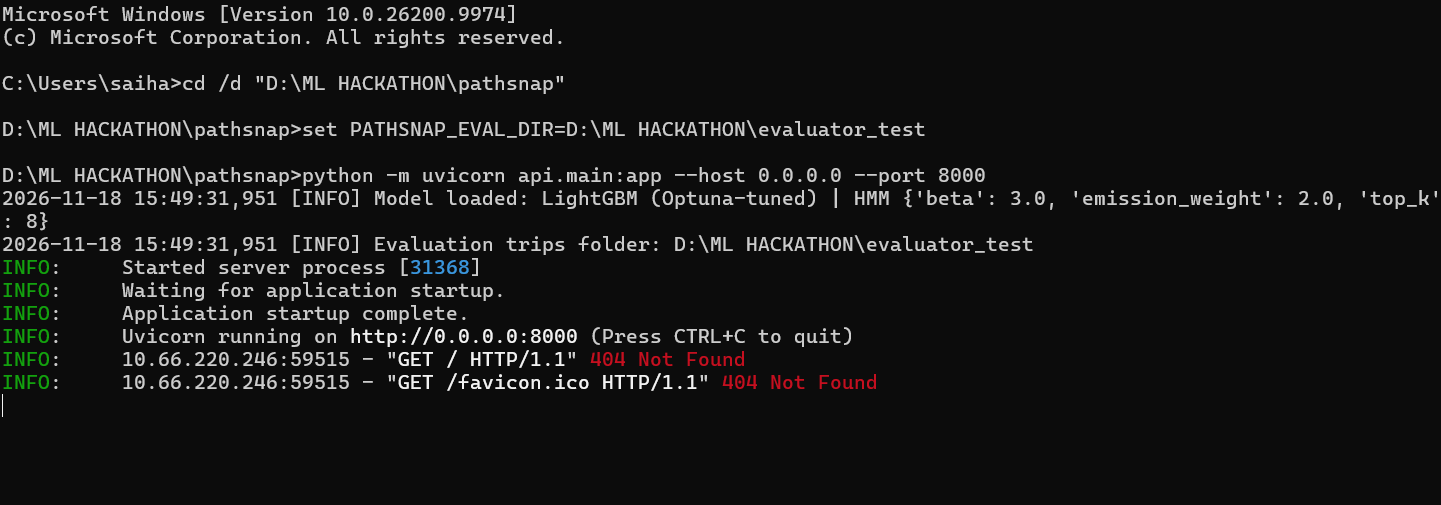 Microsoft Windows [Version 10.0.26200.9974]
(c) Microsoft Corporation. All rights reserved.
C:\Users\saiha>cd /d "D:\ML HACKATHON\pathsnap"
D:\ML HACKATHON\pathsnap>set PATHSNAP_EVAL_DIR=D:\ML HACKATHON\evaluator_test
D:\ML HACKATHON\pathsnap>python -m uvicorn api.main:app --host 0.0.0.0 --port 8000
2026-11-18 15:49:31,951 [INFO] Model loaded: LightGBM (Optuna-tuned) | HMM {'beta': 3.0, 'emission_weight': 2.0, 'top_k'
: 8}
2026-11-18 15:49:31,951 [INFO] Evaluation trips folder: D:\ML HACKATHON\evaluator_test
INFO:     Started server process [31368]
INFO:     Waiting for application startup.
INFO:     Application startup complete.
INFO:     Uvicorn running on http://0.0.0.0:8000 (Press CTRL+C to quit)
INFO:     10.66.220.246:59515 - "GET / HTTP/1.1" 404 Not Found
INFO:     10.66.220.246:59515 - "GET /favicon.ico HTTP/1.1" 404 Not Found